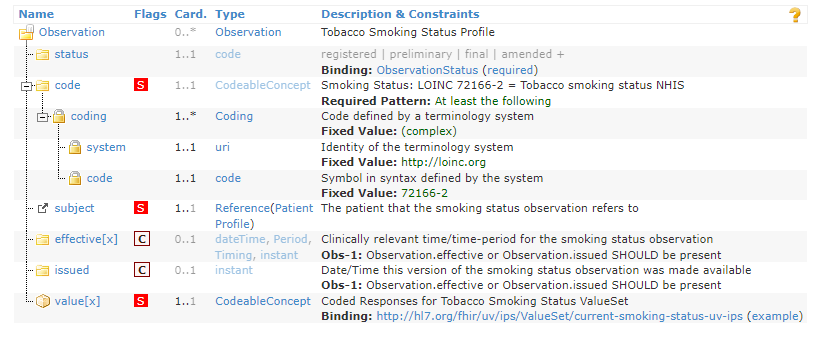 Name Flags Card. Type Description & Constraints ?
Observation 0..* Observation Tobacco Smoking Status Profile
status 1..1 code registered | preliminary | final | amended +
Binding: ObservationStatus (required)
code S 1..1 CodeableConcept Smoking Status: LOINC 72166-2 = Tobacco smoking status NHIS
Required Pattern: At least the following
coding 1..* Coding Code defined by a terminology system
Fixed Value: (complex)
system 1..1 uri Identity of the terminology system
Fixed Value: http://loinc.org
code 1..1 code Symbol in syntax defined by the system
Fixed Value: 72166-2
subject S 1..1 Reference(Patient The patient that the smoking status observation refers to
Profile)
effective[x] C 0..1 dateTime, Period, Clinically relevant time/time-period for the smoking status observation
Timing, instant Obs-1: Observation.effective or Observation.issued SHOULD be present
issued C 0..1 instant Date/Time this version of the smoking status observation was made available
Obs-1: Observation.effective or Observation.issued SHOULD be present
value[x] S 1..1 CodeableConcept Coded Responses for Tobacco Smoking Status ValueSet
Binding: http://hl7.org/fhir/uv/ips/ValueSet/current-smoking-status-uv-ips (example)